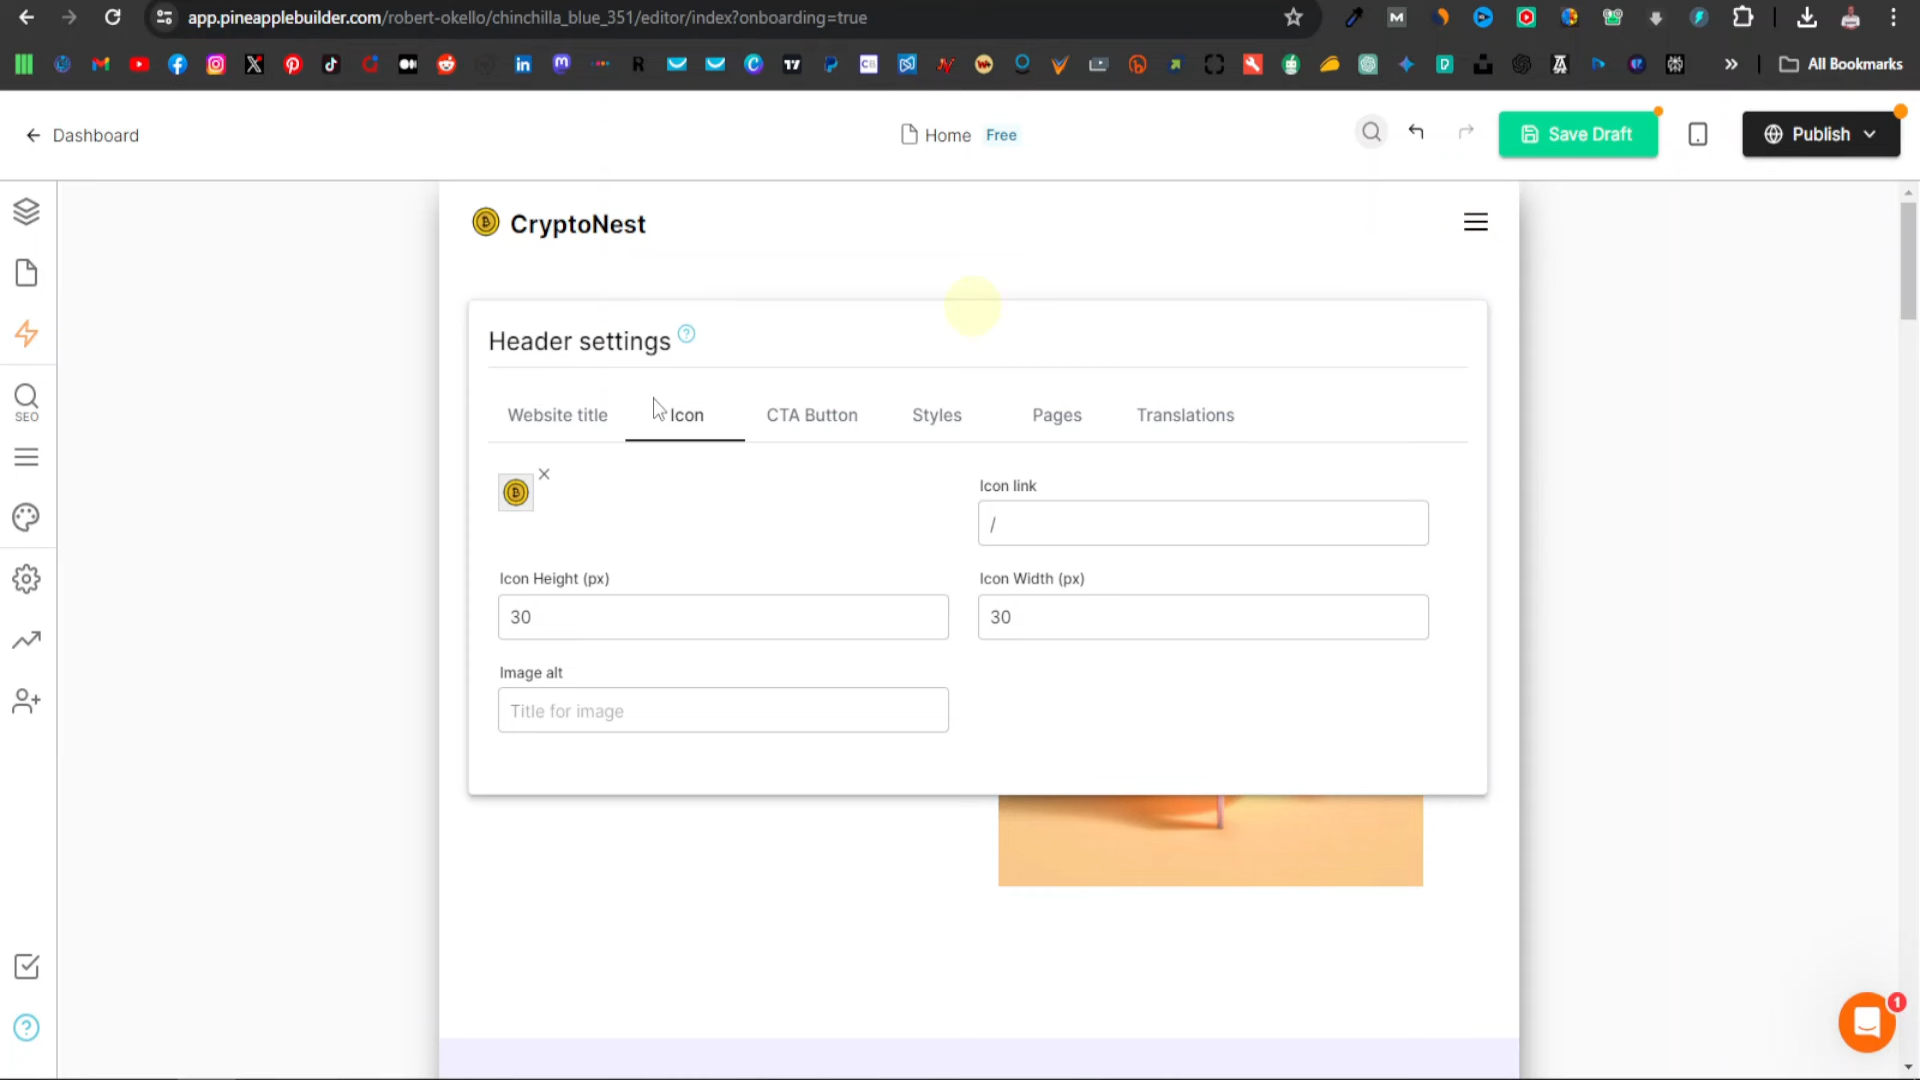 app.pineapplebuilder.com/robert-okello/chinchilla_blue_351/editor/index?onboarding=true
All Bookmarks
Dashboard
Home Free
Save Draft
Publish
CryptoNest
Header settings
SEO
Website title Icon CTA Button Styles Pages Translations
Icon link
/
Icon Height (px) Icon Width (px)
30 30
Image alt
Title for image
1